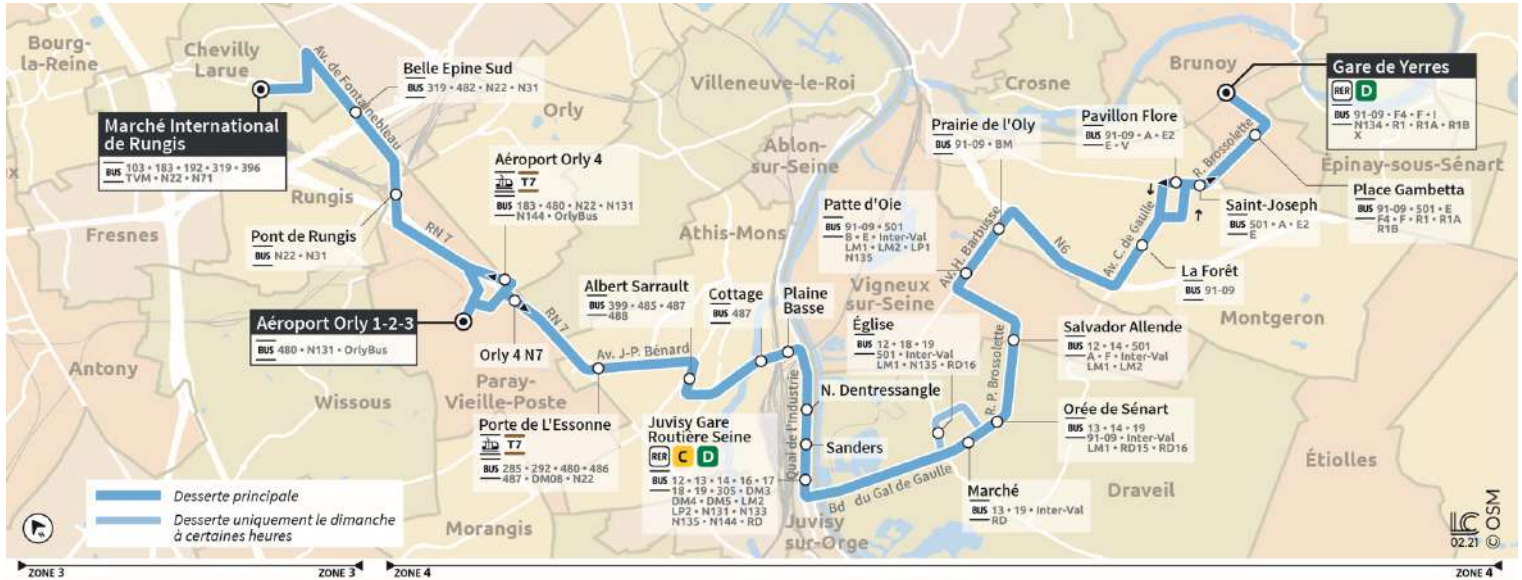 Bourg-
la-Reine
Chevilly
Larue
Av. de Fontainebleau
Belle Epine Sud
BUS 319 • 482 • N22 • N31
Orly
Villeneuve-le-Roi
Crosne
Brunoy
Gare de Yerres
RER D
BUS 91-09 • F4 • F • I
N134 • R1 • R1A • R1B
X
Marché International
de Rungis
BUS 103 • 183 • 192 • 319 • 396
TVM • N22 • N71
Aéroport Orly 4
T7
BUS 183 • 480 • N22 • N131
N144 • OrlyBus
Ablon-
sur-Seine
Prairie de l'Oly
BUS 91-09 • BM
Pavillon Flore
BUS 91-09 • A • E2
E • V
R. Brossolette
Épinay-sous-Sénart
Place Gambetta
BUS 91-09 • 501 • E
F4 • F • R1 • R1A
R1B
Saint-Joseph
BUS 501 • A • E2
E
Rungis
Fresnes
Pont de Rungis
BUS N22 • N31
RN 7
Athis-Mons
Patte d'Oie
BUS 91-09 • 501
B • E • Inter-Val
LM1 • LM2 • LP1
N135
Av. H. Barbusse
N6
Av. C. de Gaulle
La Forêt
BUS 91-09
Montgeron
Vigneux
sur-Seine
Albert Sarrault
BUS 399 • 485 • 487
488
Cottage
BUS 487
Plaine
Basse
Aéroport Orly 1-2-3
BUS 480 • N131 • OrlyBus
RN 7
Orly 4 N7
Av. J-P. Bénard
Église
BUS 12 • 18 • 19
501 • Inter-Val
LM1 • N135 • RD16
Salvador Allende
BUS 12 • 14 • 501
A • F • Inter-Val
LM1 • LM2
Antony
Wissous
Paray-
Vieille-Poste
Quai de l'Industrie
N. Dentressangle
R. P. Brossolette
Orée de Sénart
BUS 13 • 14 • 19
91-09 • Inter-Val
LM1 • RD15 • RD16
Porte de L'Essonne
T7
BUS 285 • 292 • 480 • 486
487 • DM08 • N22
Juvisy Gare
Routière Seine
RER C D
BUS 12 • 13 • 14 • 16 • 17
18 • 19 • 305 • DM3
DM4 • DM5 • LM2
LP2 • N131 • N133
N135 • N144 • RD
Sanders
Bd du Gal de Gaulle
Marché
BUS 13 • 19 • Inter-Val
RD
Draveil
Étiolles
Desserte principale
Desserte uniquement le dimanche
à certaines heures
Morangis
Juvisy
sur-Orge
LC
02.21
© OSM
ZONE 3
ZONE 3
ZONE 4
ZONE 4